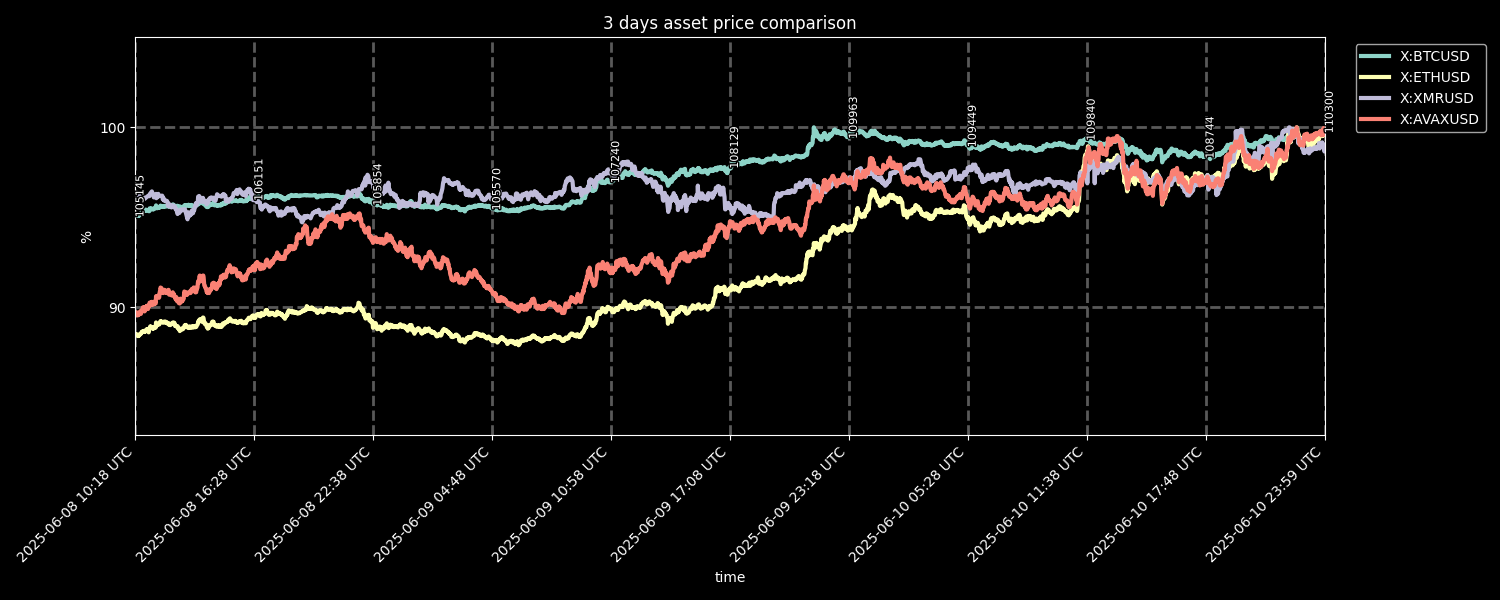 3 days asset price comparison
X:BTCUSD
X:ETHUSD
X:XMRUSD
X:AVAXUSD
100
90
%
105145
106151
105854
105570
107240
108129
109963
109449
109840
108744
110300
2025-06-08 10:18 UTC
2025-06-08 16:28 UTC
2025-06-08 22:38 UTC
2025-06-09 04:48 UTC
2025-06-09 10:58 UTC
2025-06-09 17:08 UTC
2025-06-09 23:18 UTC
2025-06-10 05:28 UTC
2025-06-10 11:38 UTC
2025-06-10 17:48 UTC
2025-06-10 23:59 UTC
time